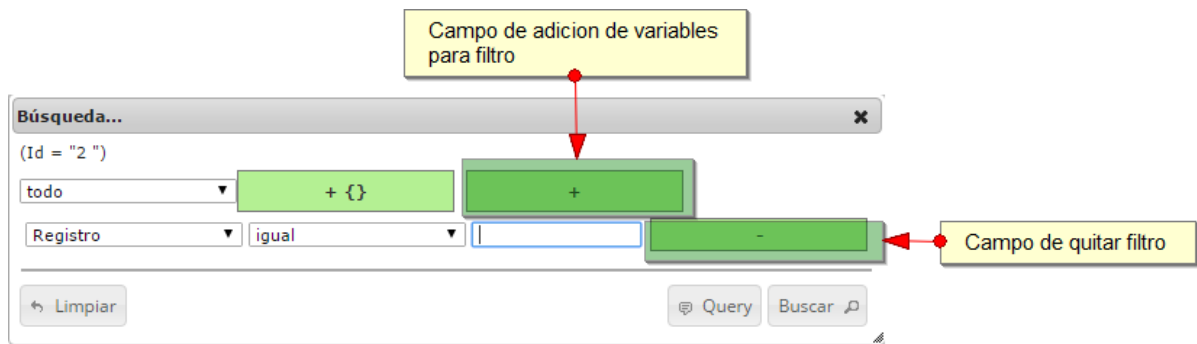 Campo de adicion de variables
para filtro
Búsqueda...
(Id = "2 ")
todo + {} +
Registro igual -
Campo de quitar filtro
Limpiar Query Buscar